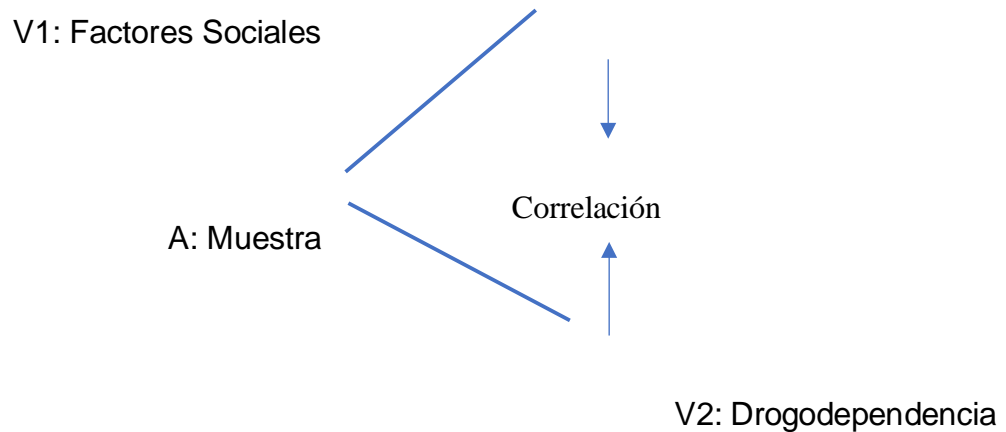 V1: Factores Sociales
Correlación
A: Muestra
V2: Drogodependencia